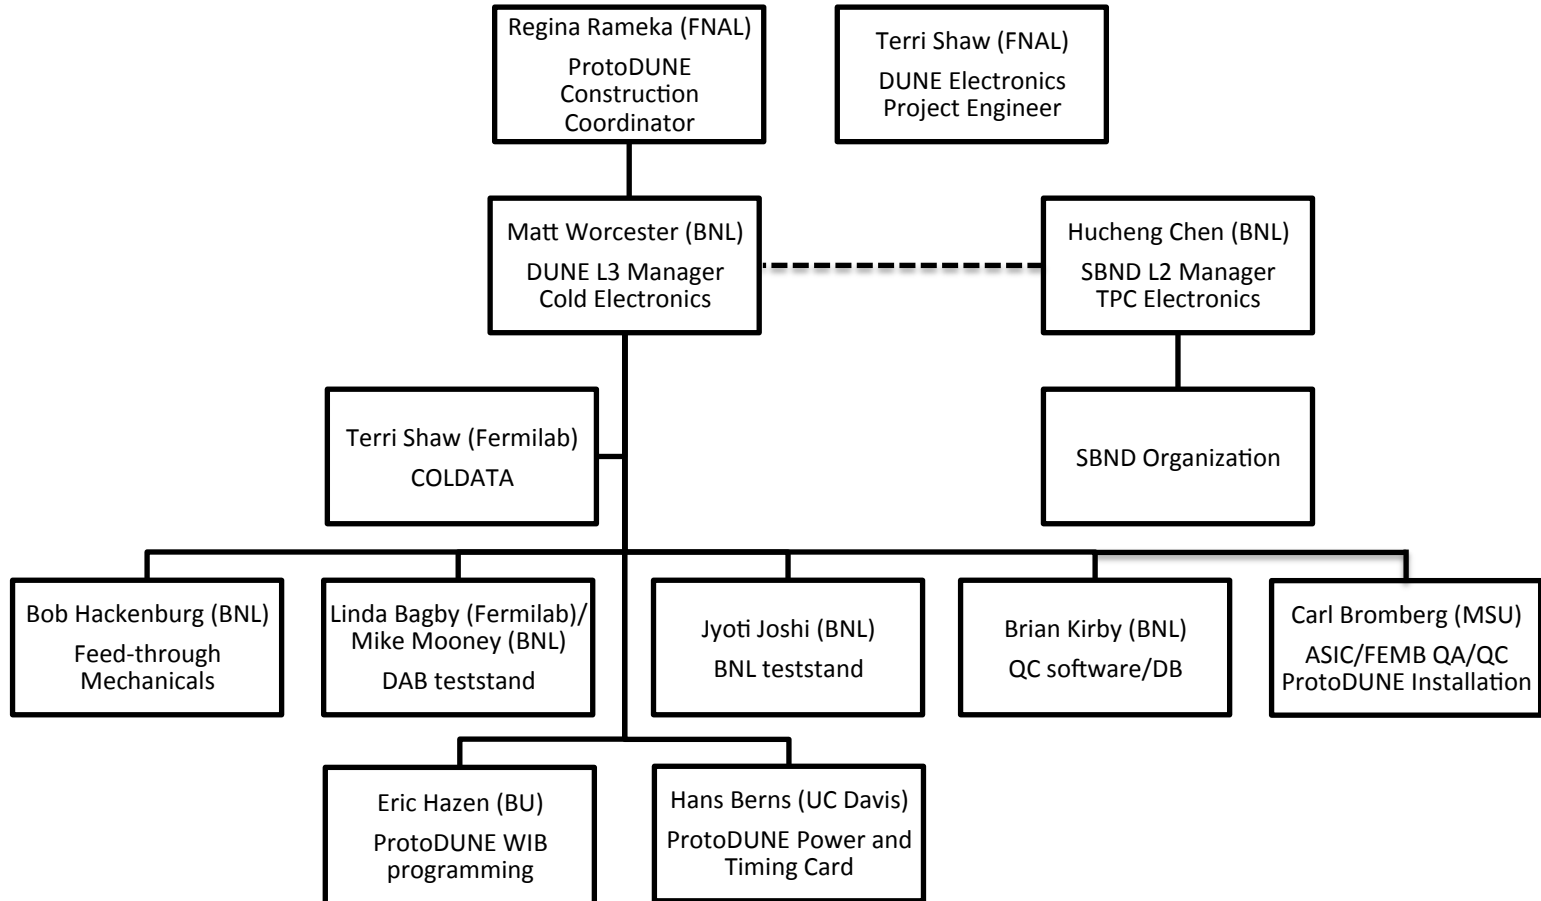 Regina Rameka (FNAL)
ProtoDUNE
Construction
Coordinator
Terri Shaw (FNAL)
DUNE Electronics
Project Engineer
Matt Worcester (BNL)
DUNE L3 Manager
Cold Electronics
Hucheng Chen (BNL)
SBND L2 Manager
TPC Electronics
Terri Shaw (Fermilab)
COLDATA
SBND Organization
Bob Hackenburg (BNL)
Feed-through
Mechanicals
Linda Bagby (Fermilab)/
Mike Mooney (BNL)
DAB teststand
Jyoti Joshi (BNL)
BNL teststand
Brian Kirby (BNL)
QC software/DB
Carl Bromberg (MSU)
ASIC/FEMB QA/QC
ProtoDUNE Installation
Eric Hazen (BU)
ProtoDUNE WIB
programming
Hans Berns (UC Davis)
ProtoDUNE Power and
Timing Card